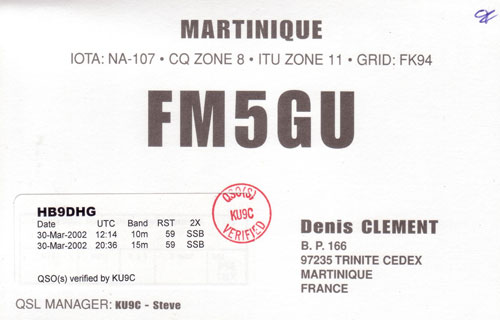 MARTINIQUE
IOTA: NA-107 • CQ ZONE 8 • ITU ZONE 11 • GRID: FK94
FM5GU
HB9DHG
Date UTC Band RST 2X
30-Mar-2002 12:14 10m 59 SSB
30-Mar-2002 20:36 15m 59 SSB
QSO(s) verified by KU9C
QSO(S)
KU9C
VERIFIED
Denis CLEMENT
B. P. 166
97235 TRINITE CEDEX
MARTINIQUE
FRANCE
QSL MANAGER: KU9C - Steve